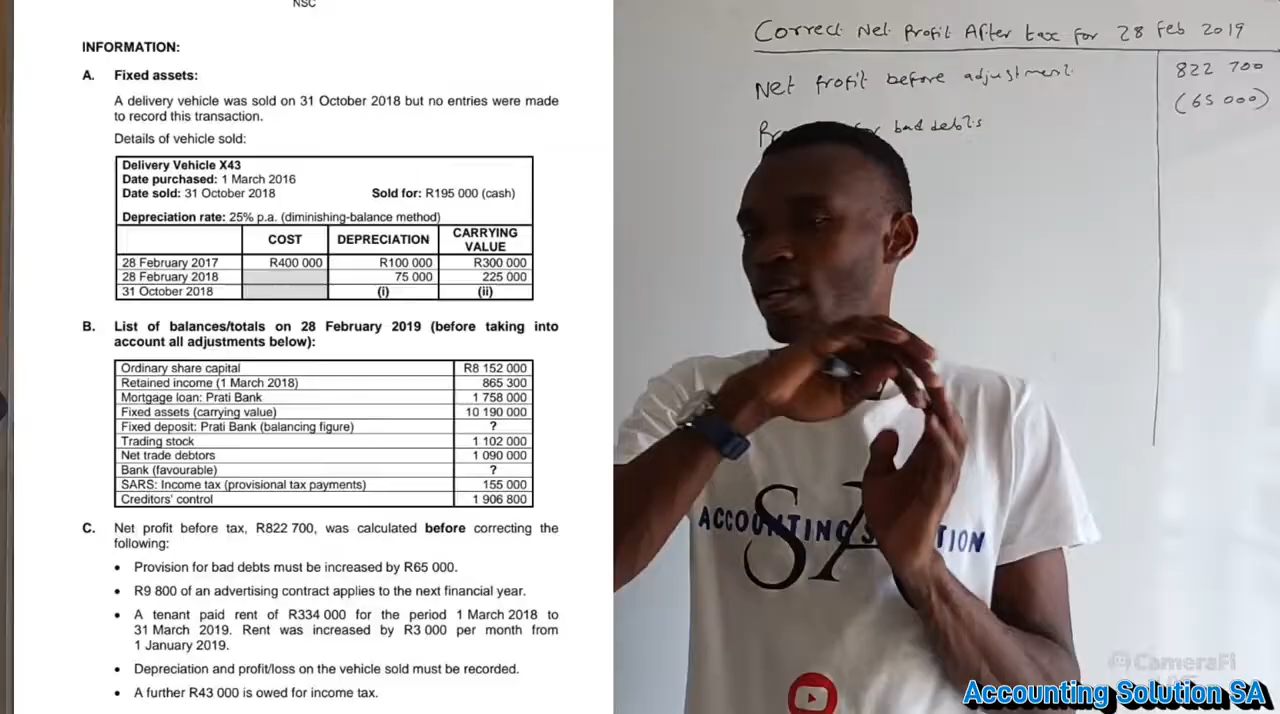 NSC
INFORMATION:
A. Fixed assets:
A delivery vehicle was sold on 31 October 2018 but no entries were made
to record this transaction.
Details of vehicle sold:
Delivery Vehicle X43
Date purchased: 1 March 2016
Date sold: 31 October 2018 Sold for: R195 000 (cash)
Depreciation rate: 25% p.a. (diminishing-balance method)
COST DEPRECIATION CARRYING VALUE
28 February 2017 R400 000 R100 000 R300 000
28 February 2018 75 000 225 000
31 October 2018 (i) (ii)
B. List of balances/totals on 28 February 2019 (before taking into
account all adjustments below):
Ordinary share capital R8 152 000
Retained income (1 March 2018) 865 300
Mortgage loan: Prati Bank 1 758 000
Fixed assets (carrying value) 10 190 000
Fixed deposit: Prati Bank (balancing figure) ?
Trading stock 1 102 000
Net trade debtors 1 090 000
Bank (favourable) ?
SARS: Income tax (provisional tax payments) 155 000
Creditors' control 1 906 800
C. Net profit before tax, R822 700, was calculated before correcting the
following:
• Provision for bad debts must be increased by R65 000.
• R9 800 of an advertising contract applies to the next financial year.
• A tenant paid rent of R334 000 for the period 1 March 2018 to
31 March 2019. Rent was increased by R3 000 per month from
1 January 2019.
• Depreciation and profit/loss on the vehicle sold must be recorded.
• A further R43 000 is owed for income tax.
Correct Net Profit After tax for 28 Feb 2019
Net profit before adjustment 822 700
bad debts (65 000)
ACCOUNTING
SA
CameraFi
Accounting Solution SA